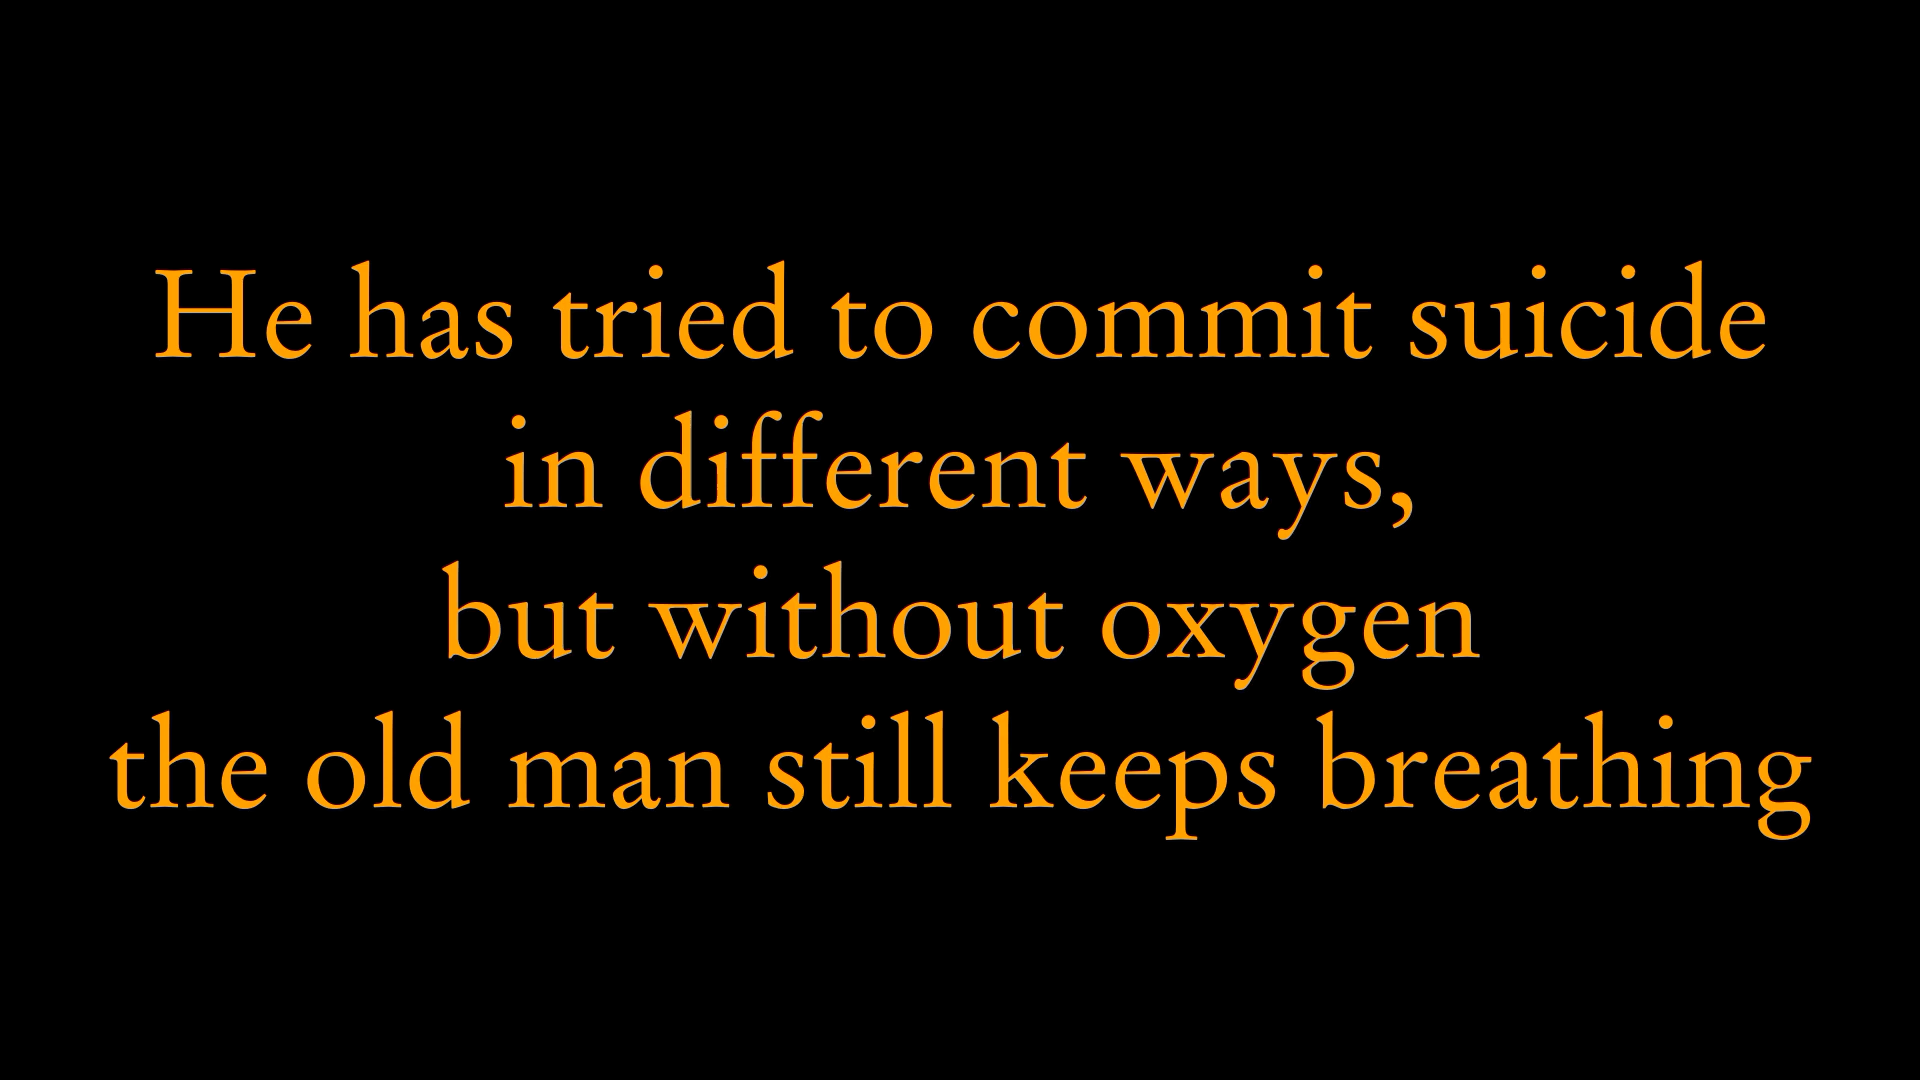 He has tried to commit suicide
in different ways,
but without oxygen
the old man still keeps breathing